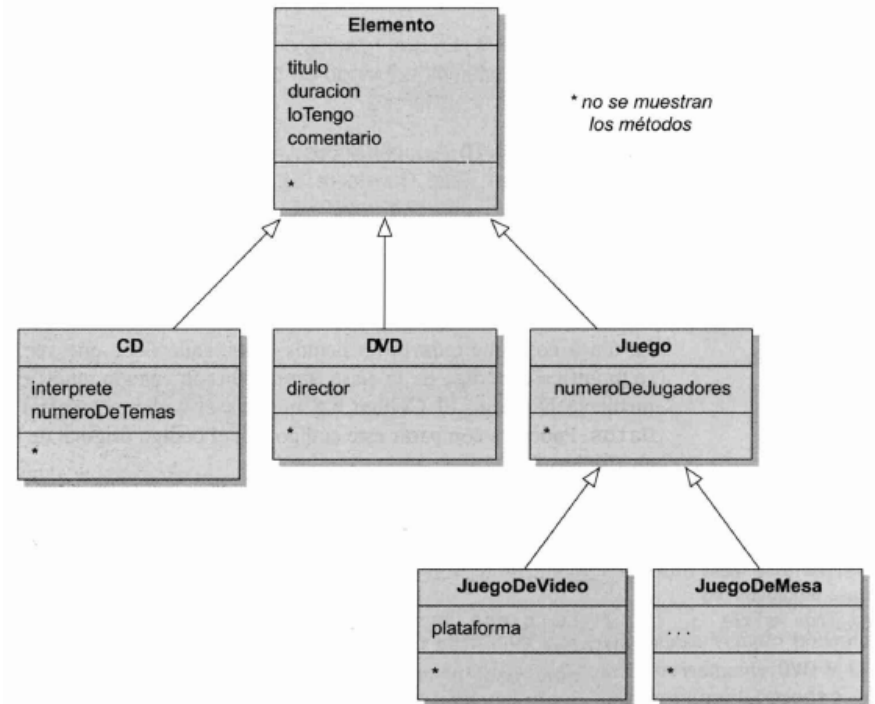 Elemento
titulo
duracion
loTengo
comentario
*
* no se muestran
los métodos
CD
interprete
numeroDeTemas
*
DVD
director
*
Juego
numeroDeJugadores
*
JuegoDeVideo
plataforma
*
JuegoDeMesa
. . .
*